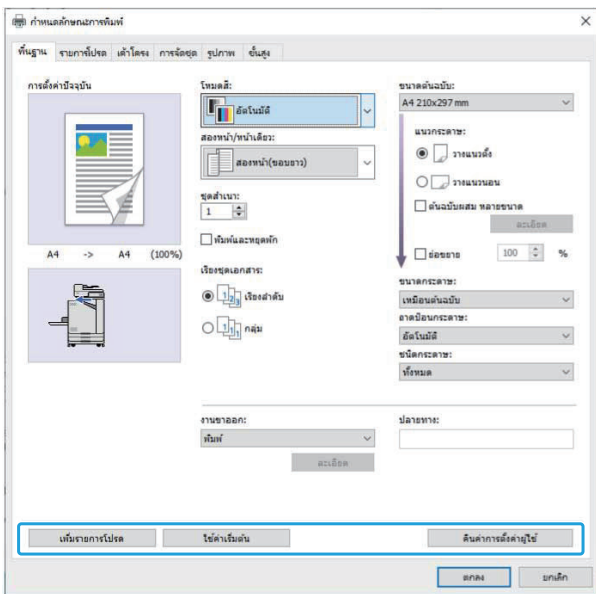 กำหนดลักษณะการพิมพ์
พื้นฐาน รายการโปรด เค้าโครง การจัดชุด รูปภาพ ขั้นสูง
การตั้งค่าปัจจุบัน
A4 -> A4 (100%)
โหมดสี:
อัตโนมัติ
สองหน้า/หน้าเดียว:
สองหน้า(ขอบยาว)
ชุดสำเนา:
1
พิมพ์และหยุดพัก
เรียงชุดเอกสาร:
เรียงลำดับ
กลุ่ม
ขนาดต้นฉบับ:
A4 210x297 mm
แนวกระดาษ:
วางแนวตั้ง
วางแนวนอน
ต้นฉบับผสม หลายขนาด
ละเอียด
ย่อขยาย 100 %
ขนาดกระดาษ:
เหมือนต้นฉบับ
ถาดป้อนกระดาษ:
อัตโนมัติ
ชนิดกระดาษ:
ทั้งหมด
งานขาออก:
พิมพ์
ละเอียด
ปลายทาง:
เพิ่มรายการโปรด ใช้ค่าเริ่มต้น คืนค่าการตั้งค่าผู้ใช้
ตกลง ยกเลิก